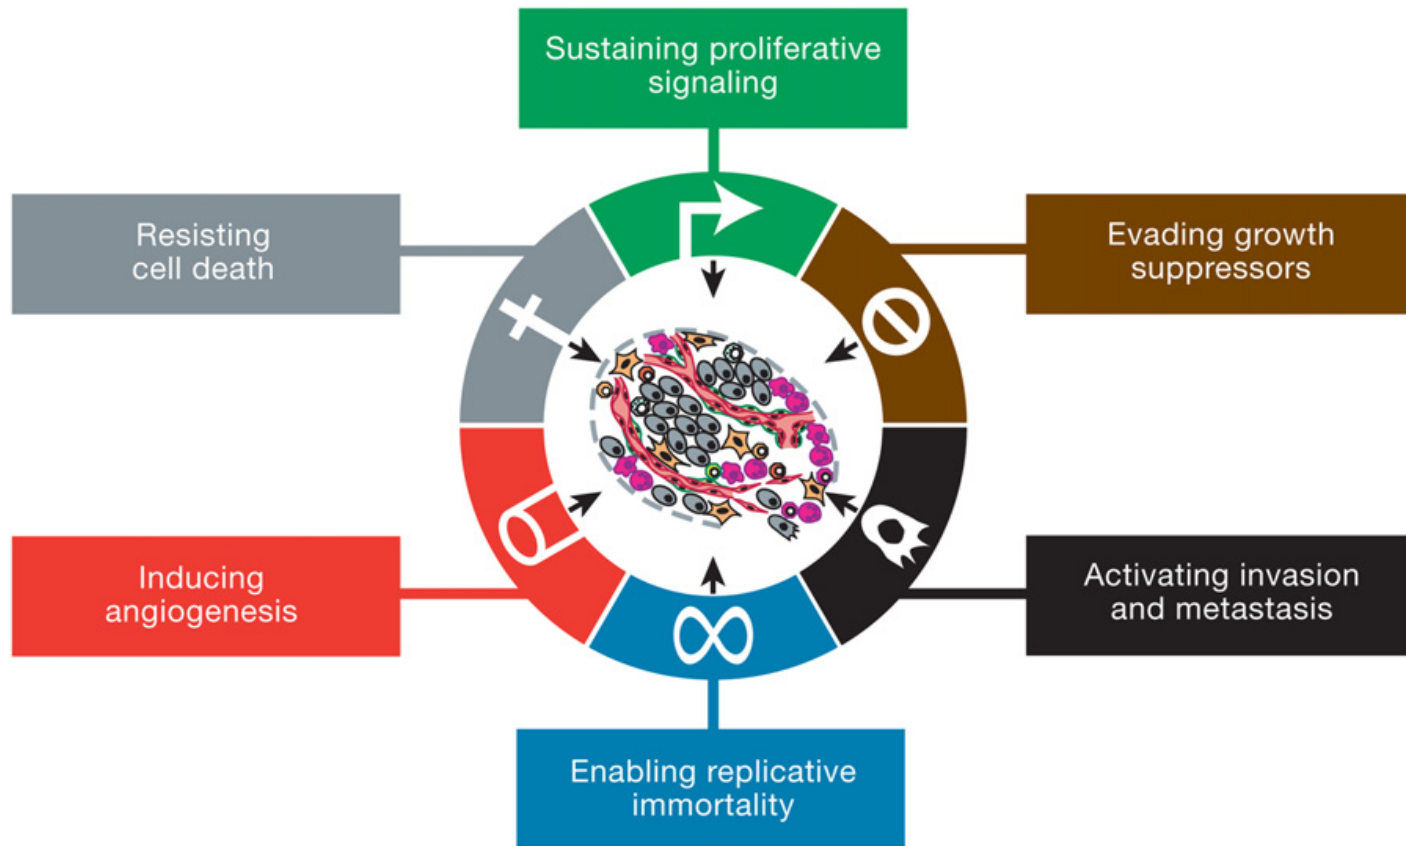 Sustaining proliferative
signaling
Resisting
cell death
Evading growth
suppressors
Inducing
angiogenesis
Activating invasion
and metastasis
Enabling replicative
immortality